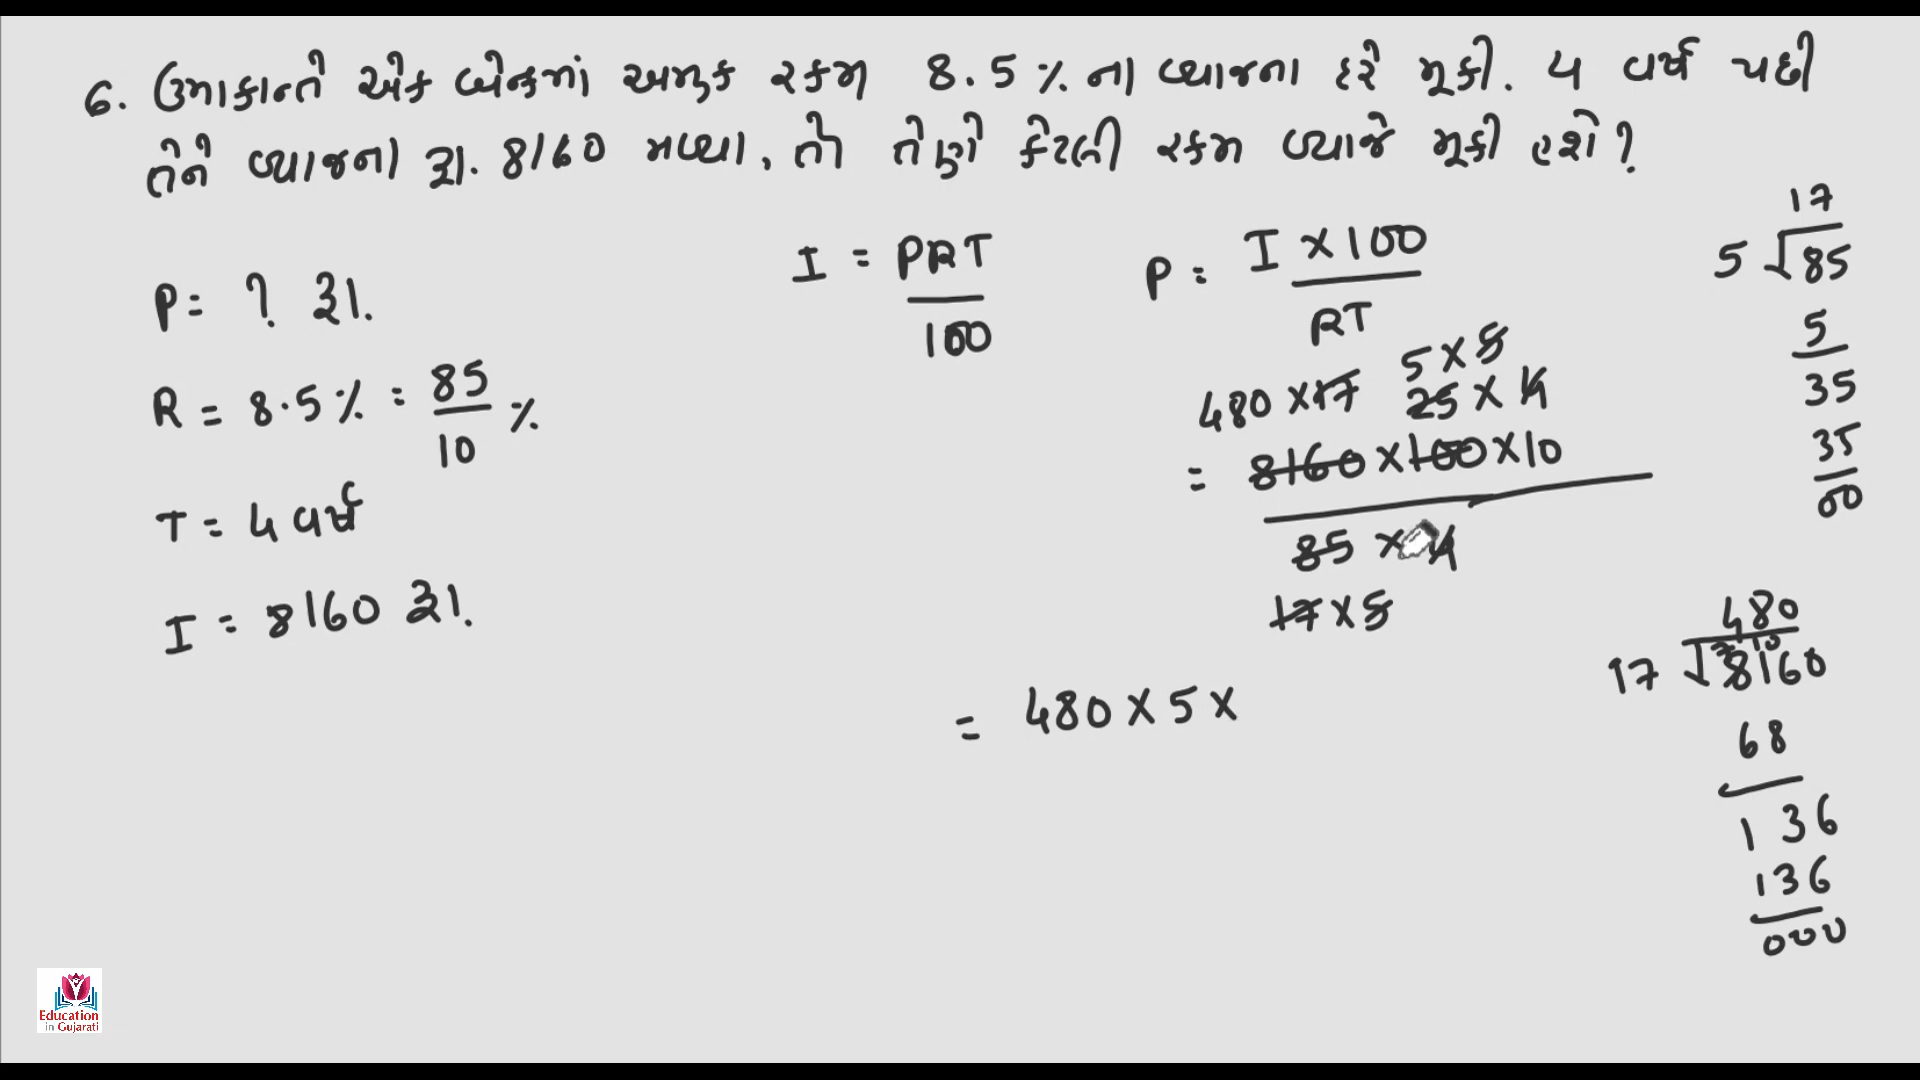 6. ઉમાકાન્તે એક બેંન્કમાં અમુક રકમ 8.5 % ના વ્યાજના દરે મૂકી. 4 વર્ષ પછી
તેને વ્યાજના રૂા. 8160 મળ્યા, તો તેણે કેટલી રકમ વ્યાજે મૂકી હશે ?
P = ? રૂા.
R = 8.5 % = 85/10 %
T = 4 વર્ષ
I = 8160 રૂા.
I = PRT/100
P = I × 100
RT
5 × 5
480 × 17 25 × 4
= 8160 × 100 × 10
85 × 4
17 × 5
= 480 × 5 ×
17
5 √85
5
35
35
00
480
7 10
17 √8160
68
136
136
000
Education
in Gujarati